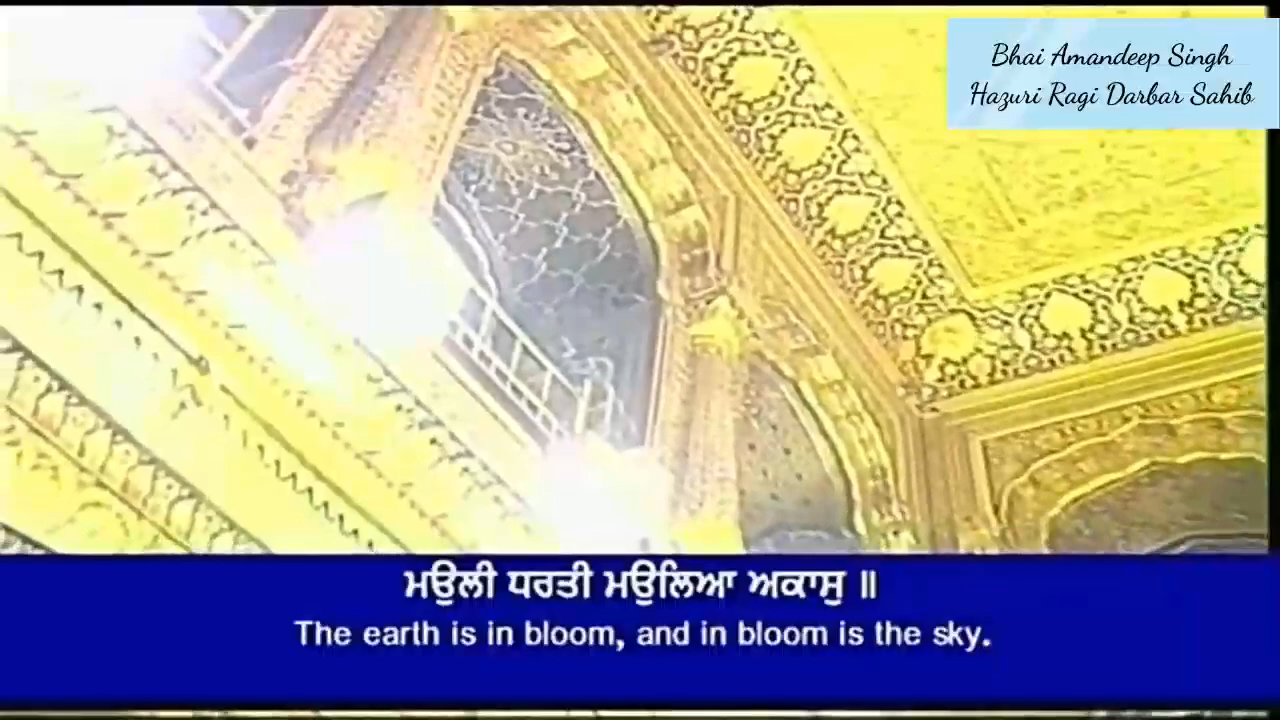 Bhai Amandeep Singh
Hazuri Ragi Darbar Sahib
ਮਉਲੀ ਧਰਤੀ ਮਉਲਿਆ ਅਕਾਸੁ ॥
The earth is in bloom, and in bloom is the sky.